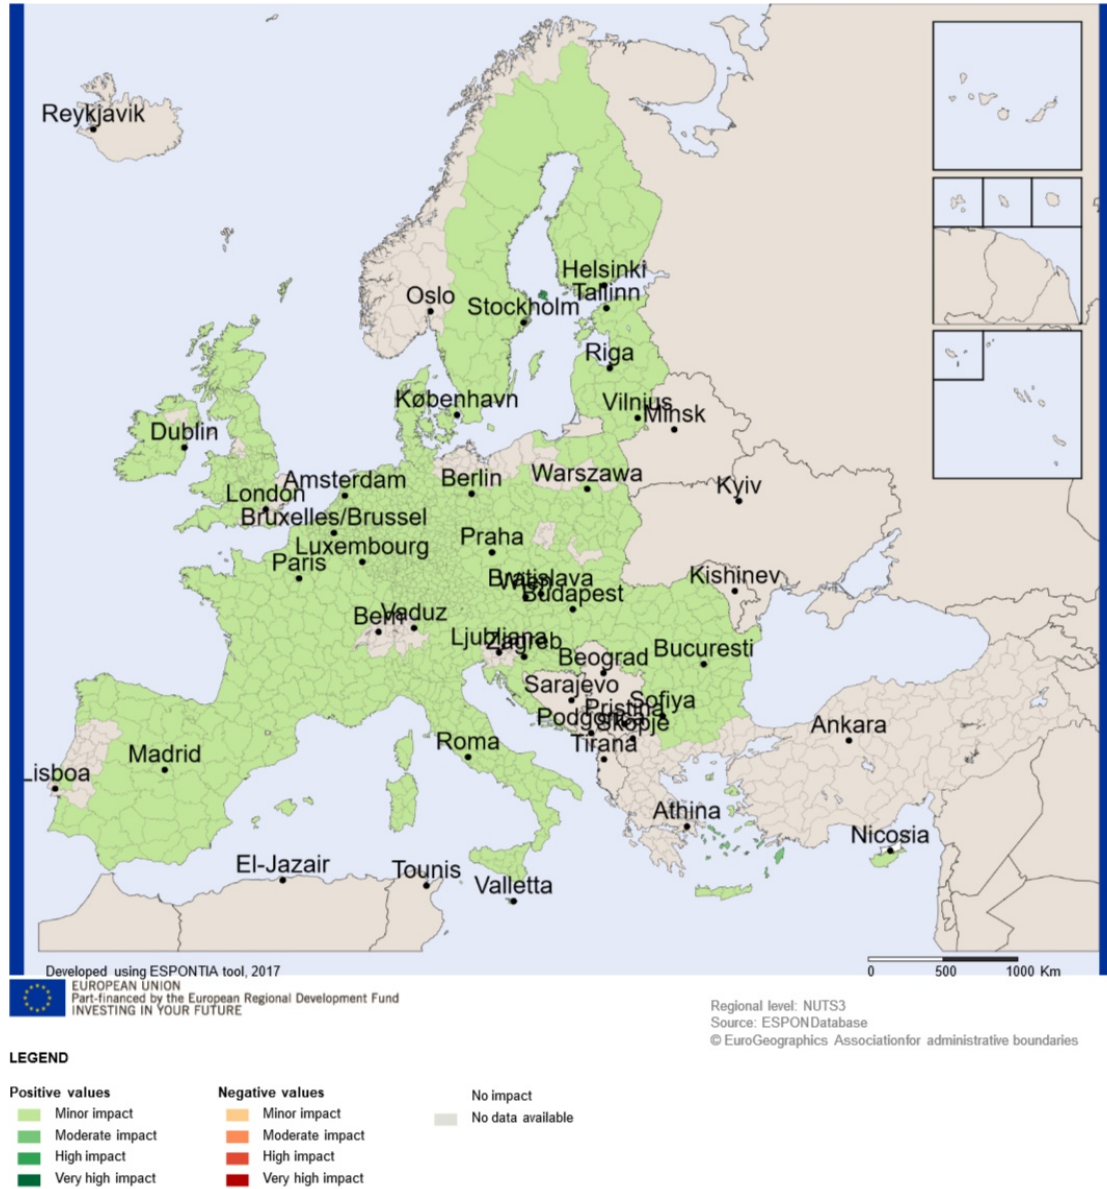 Reykjavik
Helsinki
Oslo
Tallinn
Stockholm
Riga
København
Vilnius
Minsk
Dublin
Amsterdam
Berlin
Warszawa
London
Kyiv
Bruxelles/Brussel
Praha
Luxembourg
Paris
Bratislava
Wien
Kishinev
Budapest
Bern
Vaduz
Ljubljana
Zagreb
Bucuresti
Beograd
Sarajevo
Sofiya
Pristina
Podgorica
Skopje
Ankara
Roma
Tirana
Madrid
Lisboa
Athina
Nicosia
El-Jazair
Tounis
Valletta
Developed using ESPONTIA tool, 2017
0 500 1000 Km
EUROPEAN UNION
Part-financed by the European Regional Development Fund
INVESTING IN YOUR FUTURE
Regional level: NUTS3
Source: ESPONDatabase
© EuroGeographics Associationfor administrative boundaries
LEGEND
Positive values
Minor impact
Moderate impact
High impact
Very high impact
Negative values
Minor impact
Moderate impact
High impact
Very high impact
No impact
No data available